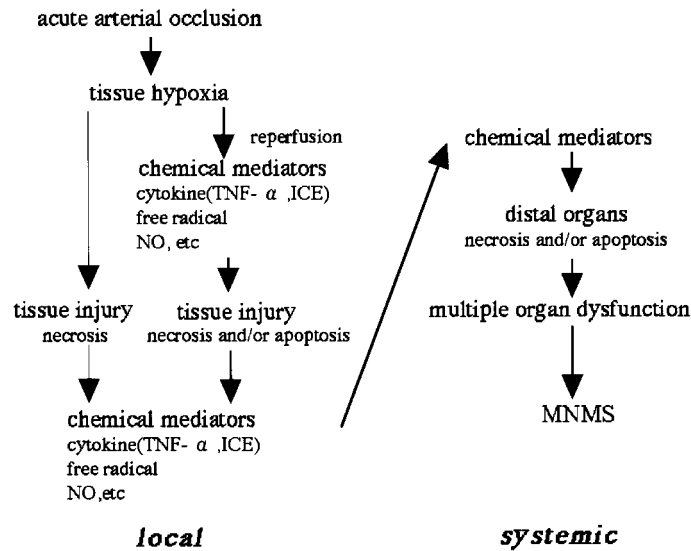 acute arterial occlusion
tissue hypoxia
reperfusion
chemical mediators
cytokine(TNF- α ,ICE)
free radical
NO, etc
tissue injury
necrosis
tissue injury
necrosis and/or apoptosis
chemical mediators
cytokine(TNF- α ,ICE)
free radical
NO,etc
local
chemical mediators
distal organs
necrosis and/or apoptosis
multiple organ dysfunction
MNMS
systemic